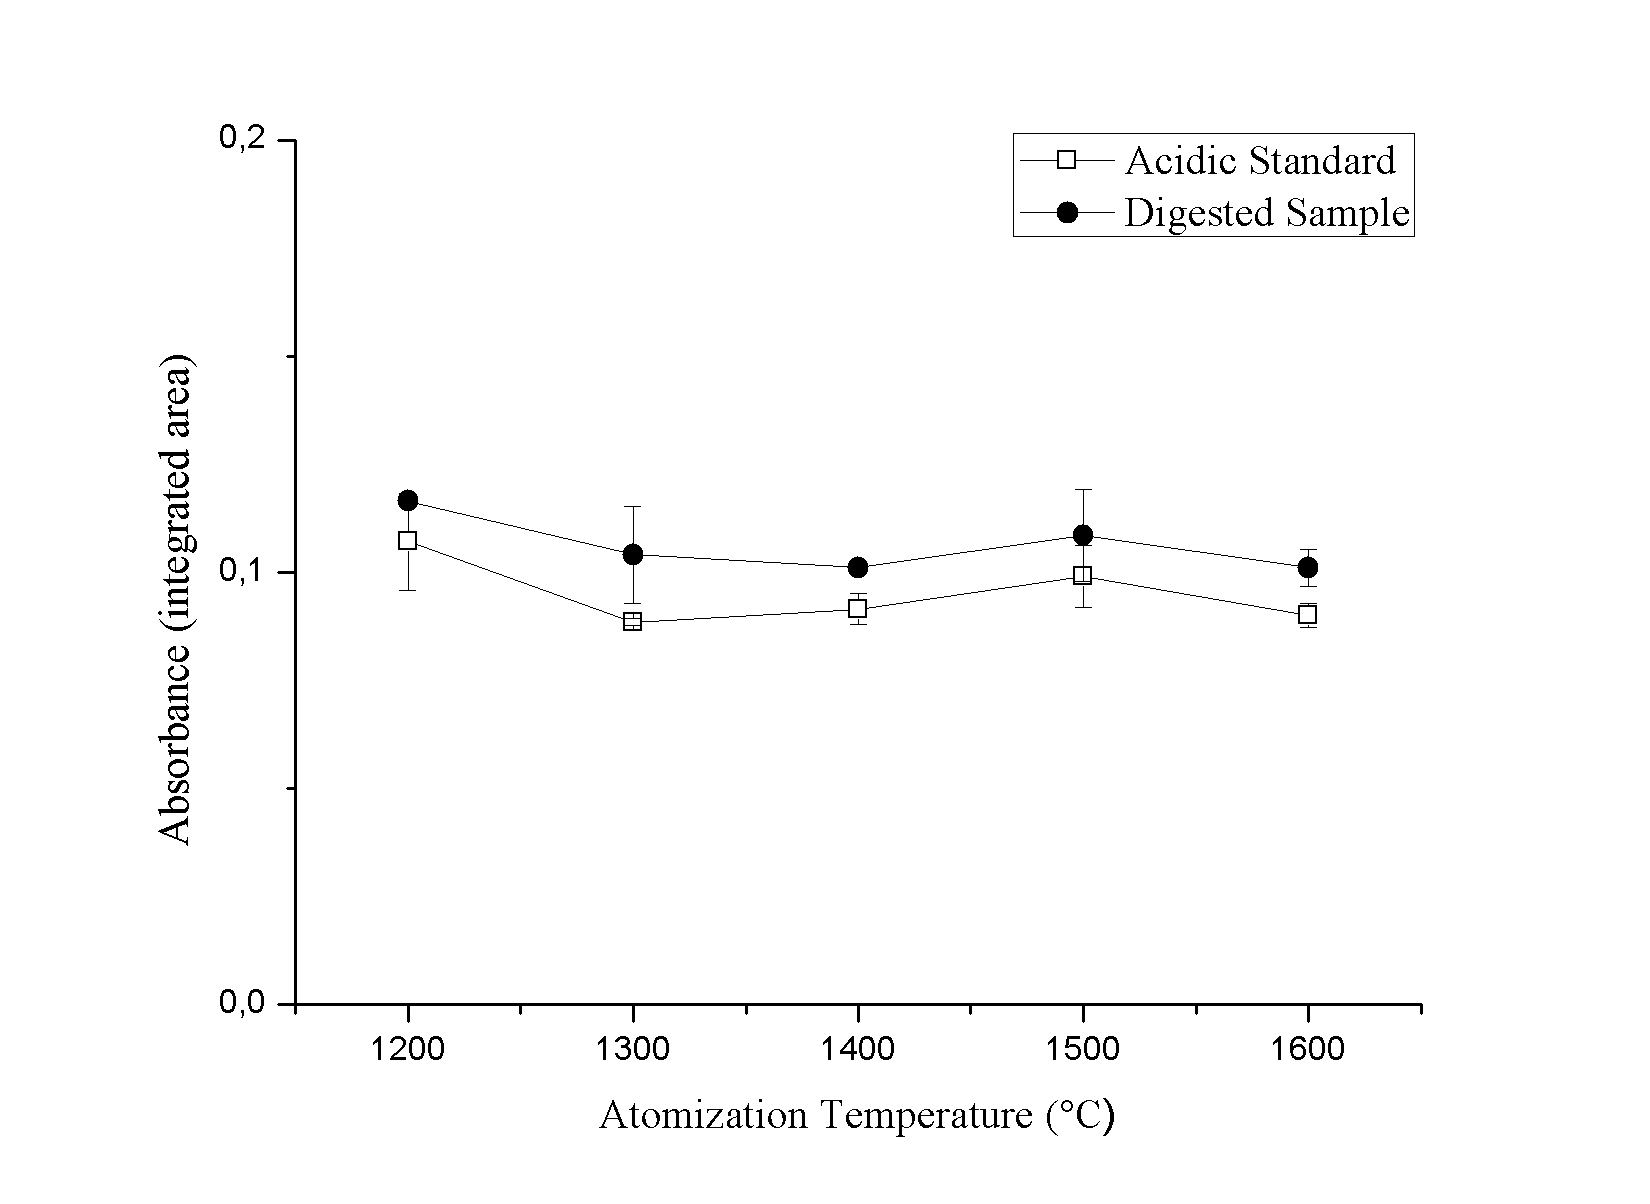 0,2
Acidic Standard
Digested Sample
Absorbance (integrated area)
0,1
0,0
1200 1300 1400 1500 1600
Atomization Temperature (°C)